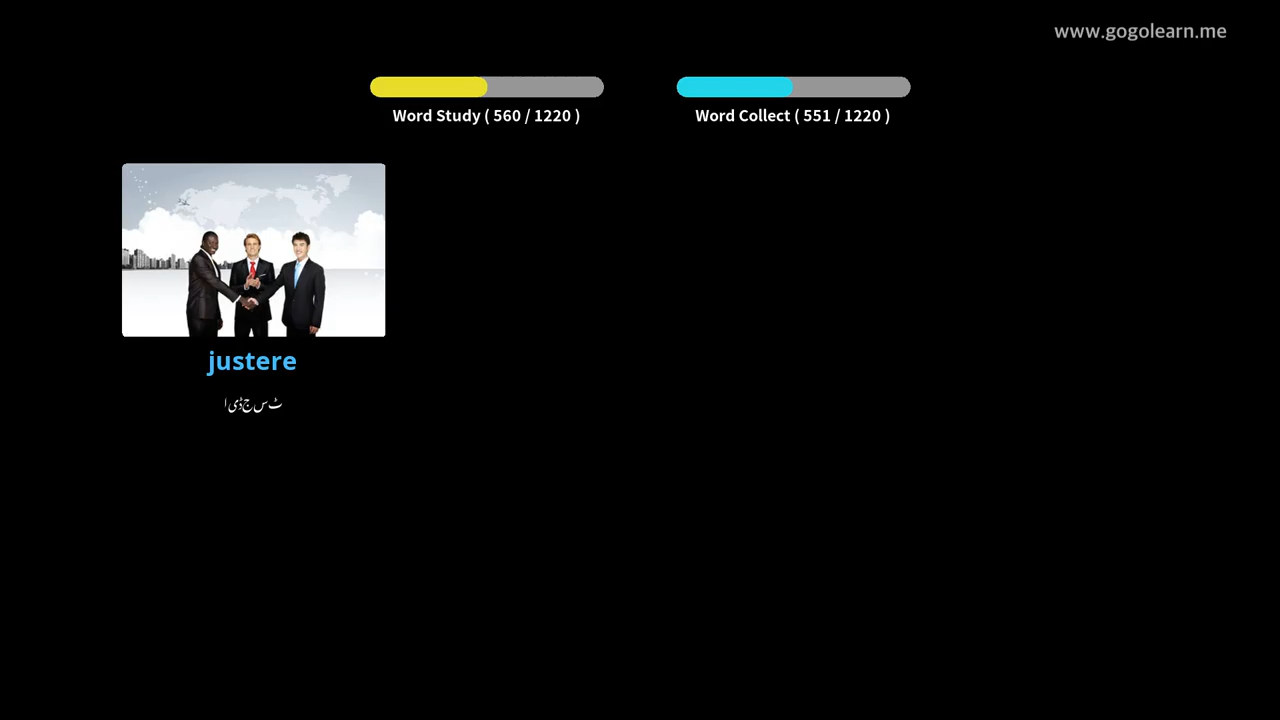 www.gogolearn.me
Word Study ( 560 / 1220 )
Word Collect ( 551 / 1220 )
justere
ٹ س ج ڈ ی ا